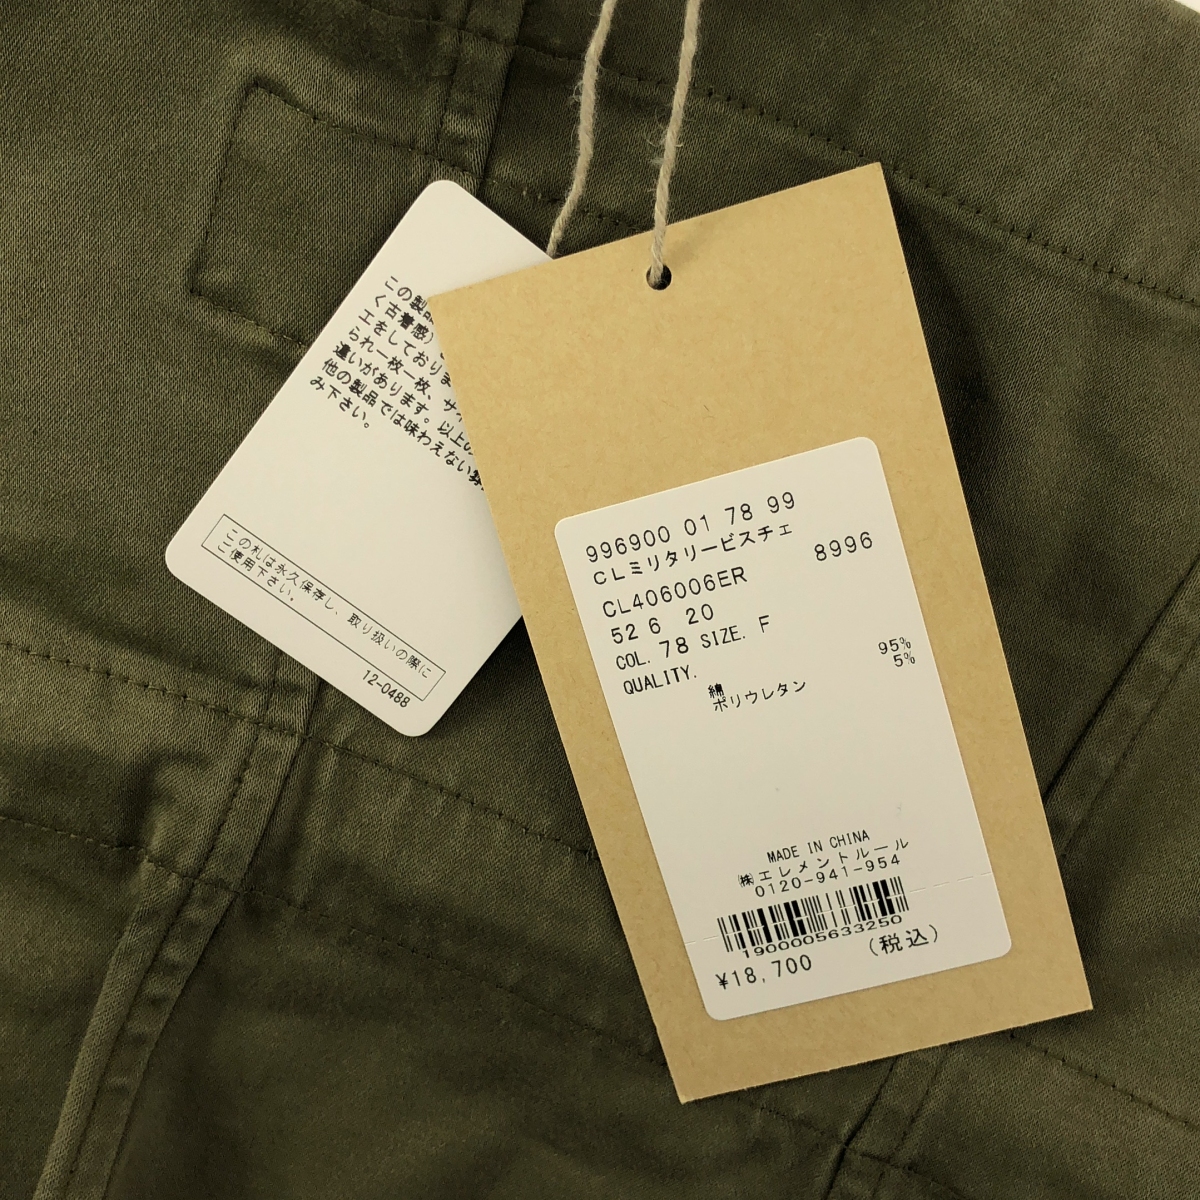 この製品
く古着感)
工をしておりま
られ一枚一枚、サイ
違いがあります。以上の
他の製品では味わえない雰
み下さい。
この札は永久保存し、取り扱いの際に
ご使用下さい。
12-0488
996900 01 78 99
CLミリタリービスチェ
8996
CL406006ER
52 6 20
COL. 78 SIZE. F
QUALITY.
綿 95%
ポリウレタン 5%
MADE IN CHINA
㈱エレメントルール
0120-941-954
1900005633250
¥18,700 (税込)